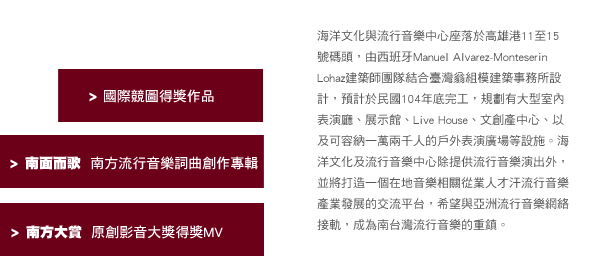 > 國際競圖得獎作品
> 南面而歌 南方流行音樂詞曲創作專輯
> 南方大賞 原創影音大獎得獎MV
海洋文化與流行音樂中心座落於高雄港11至15
號碼頭，由西班牙Manuel Alvarez-Monteserin
Lohaz建築師團隊結合臺灣翁組模建築事務所設
計，預計於民國104年底完工，規劃有大型室內
表演廳、展示館、Live House、文創產中心、以
及可容納一萬兩千人的戶外表演廣場等設施。海
洋文化及流行音樂中心除提供流行音樂演出外，
並將打造一個在地音樂相關從業人才汗流行音樂
產業發展的交流平台，希望與亞洲流行音樂網絡
接軌，成為南台灣流行音樂的重鎮。